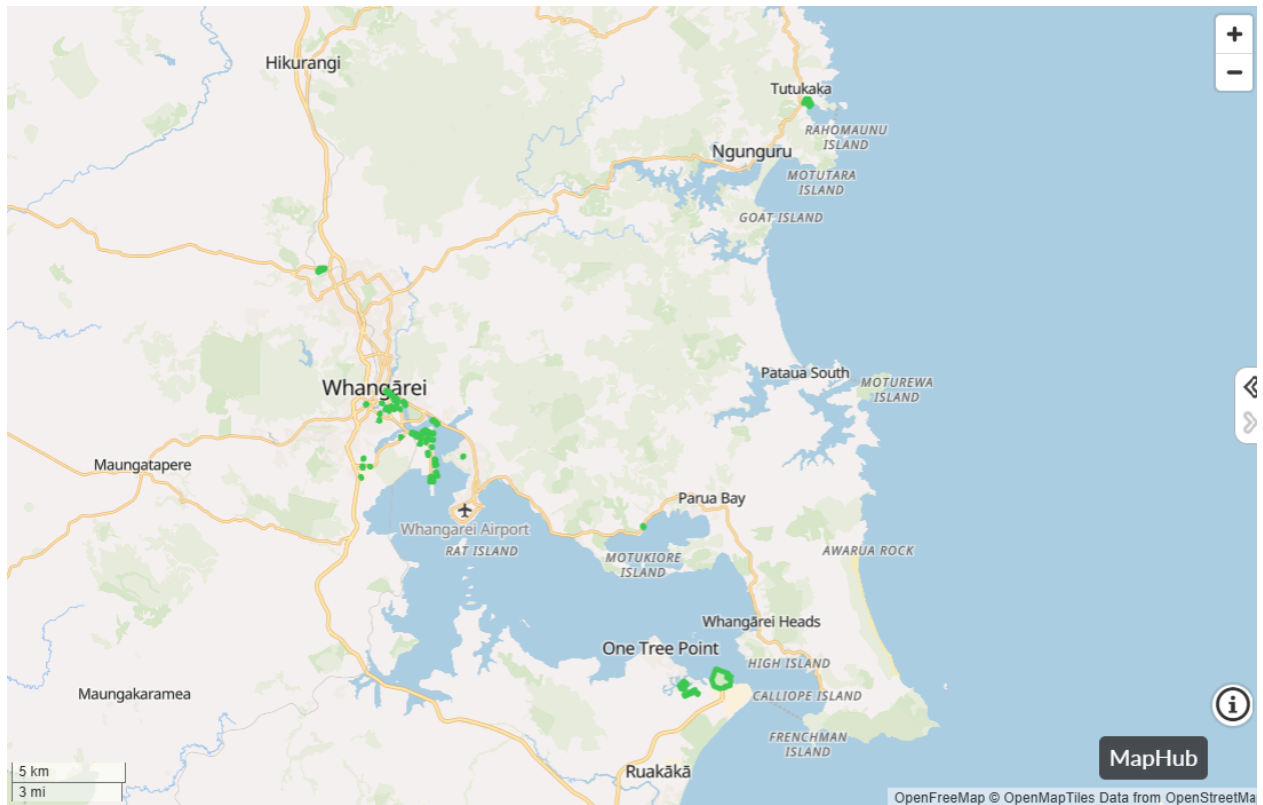 Hikurangi
Tutukaka
RAHOMAUNU
ISLAND
Ngunguru
MOTUTARA
ISLAND
GOAT ISLAND
Whangārei
Pataua South
MOTUREWA
ISLAND
Maungatapere
Parua Bay
Whangarei Airport
RAT ISLAND
MOTUKIORE
ISLAND
AWARUA ROCK
Whangārei Heads
One Tree Point
HIGH ISLAND
Maungakaramea
CALLIOPE ISLAND
FRENCHMAN
ISLAND
Ruakākā
MapHub
5 km
3 mi
OpenFreeMap © OpenMapTiles Data from OpenStreetMa